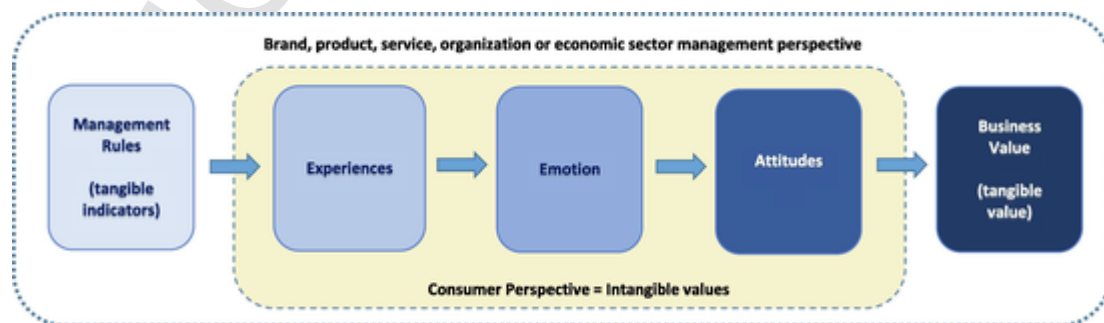 Brand, product, service, organization or economic sector management perspective
Management
Rules
(tangible
indicators)
Experiences
Emotion
Attitudes
Business
Value
(tangible
value)
Consumer Perspective = Intangible values